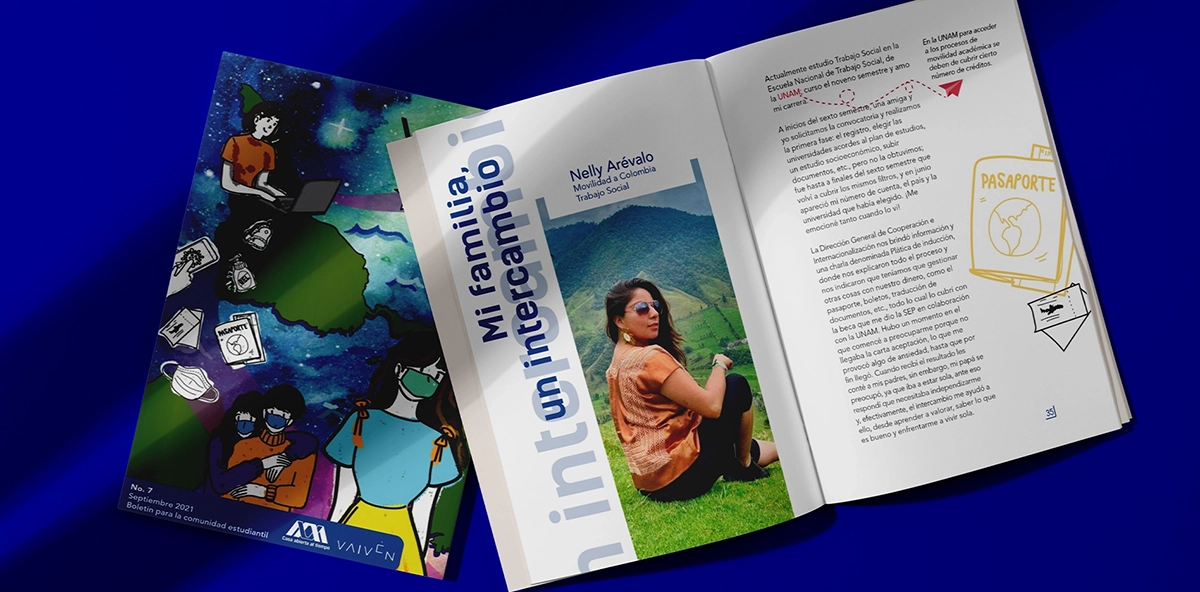 PASAPORTE
No. 7
Septiembre 2021
Boletín para la comunidad estudiantil
Casa abierta al tiempo
VAIVÉN
Mi familia,
un intercambio
Nelly Arévalo
Movilidad a Colombia
Trabajo Social
Actualmente estudio Trabajo Social en la
Escuela Nacional de Trabajo Social, de
la UNAM; curso el noveno semestre y amo
mi carrera.
A inicios del sexto semestre, una amiga y
yo solicitamos la convocatoria y realizamos
la primera fase: el registro, elegir las
universidades acordes al plan de estudios,
un estudio socioeconómico, subir
documentos, etc., pero no la obtuvimos;
fue hasta a finales del sexto semestre que
volví a cubrir los mismos filtros, y en junio
apareció mi número de cuenta, el país y la
universidad que había elegido. ¡Me
emocioné tanto cuando lo vi!
La Dirección General de Cooperación e
Internacionalización nos brindó información y
una charla denominada Plática de inducción,
donde nos explicaron todo el proceso y
nos indicaron que teníamos que gestionar
otras cosas con nuestro dinero, como el
pasaporte, boletos, traducción de
documentos, etc., todo lo cual lo cubrí con
la beca que me dio la SEP en colaboración
con la UNAM. Hubo un momento en el
que comencé a preocuparme porque no
llegaba la carta aceptación, lo que me
provocó algo de ansiedad, hasta que por
fin llegó. Cuando recibí el resultado les
conté a mis padres, sin embargo, mi papá se
preocupó, ya que iba a estar sola, ante eso
respondí que necesitaba independizarme
y, efectivamente, el intercambio me ayudó a
ello, desde aprender a valorar, saber lo que
es bueno y enfrentarme a vivir sola.
En la UNAM para acceder
a los procesos de
movilidad académica se
deben de cubrir cierto
número de créditos.
PASAPORTE
35